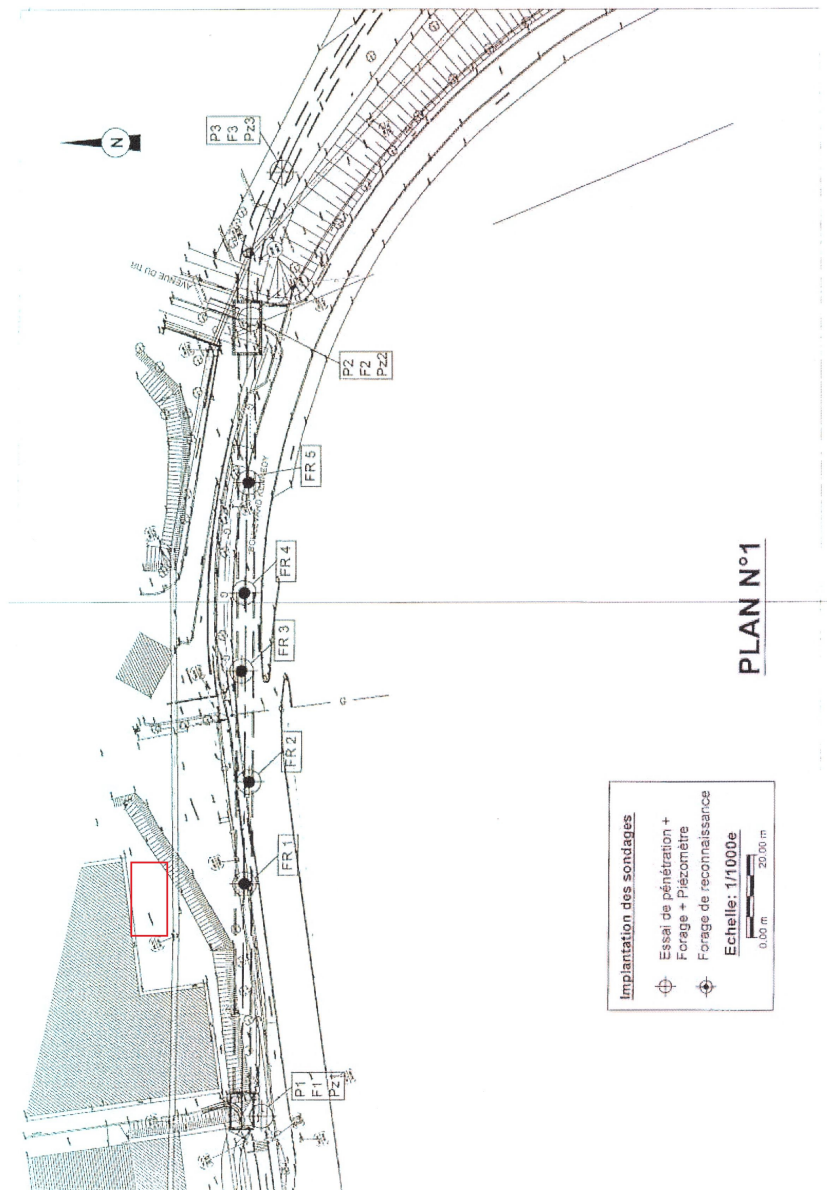 N
P3
F3
Pz3
AVENUE DU TIR
P2
F2
Pz2
FR 5
BOULEVARD KENNEDY
FR 4
FR 3
G
FR 2
FR 1
P1
F1
Pz1
PLAN N°1
Implantation des sondages
Essai de pénétration +
Forage + Piézomètre
Forage de reconnaissance
Echelle: 1/1000e
0.00 m
20.00 m